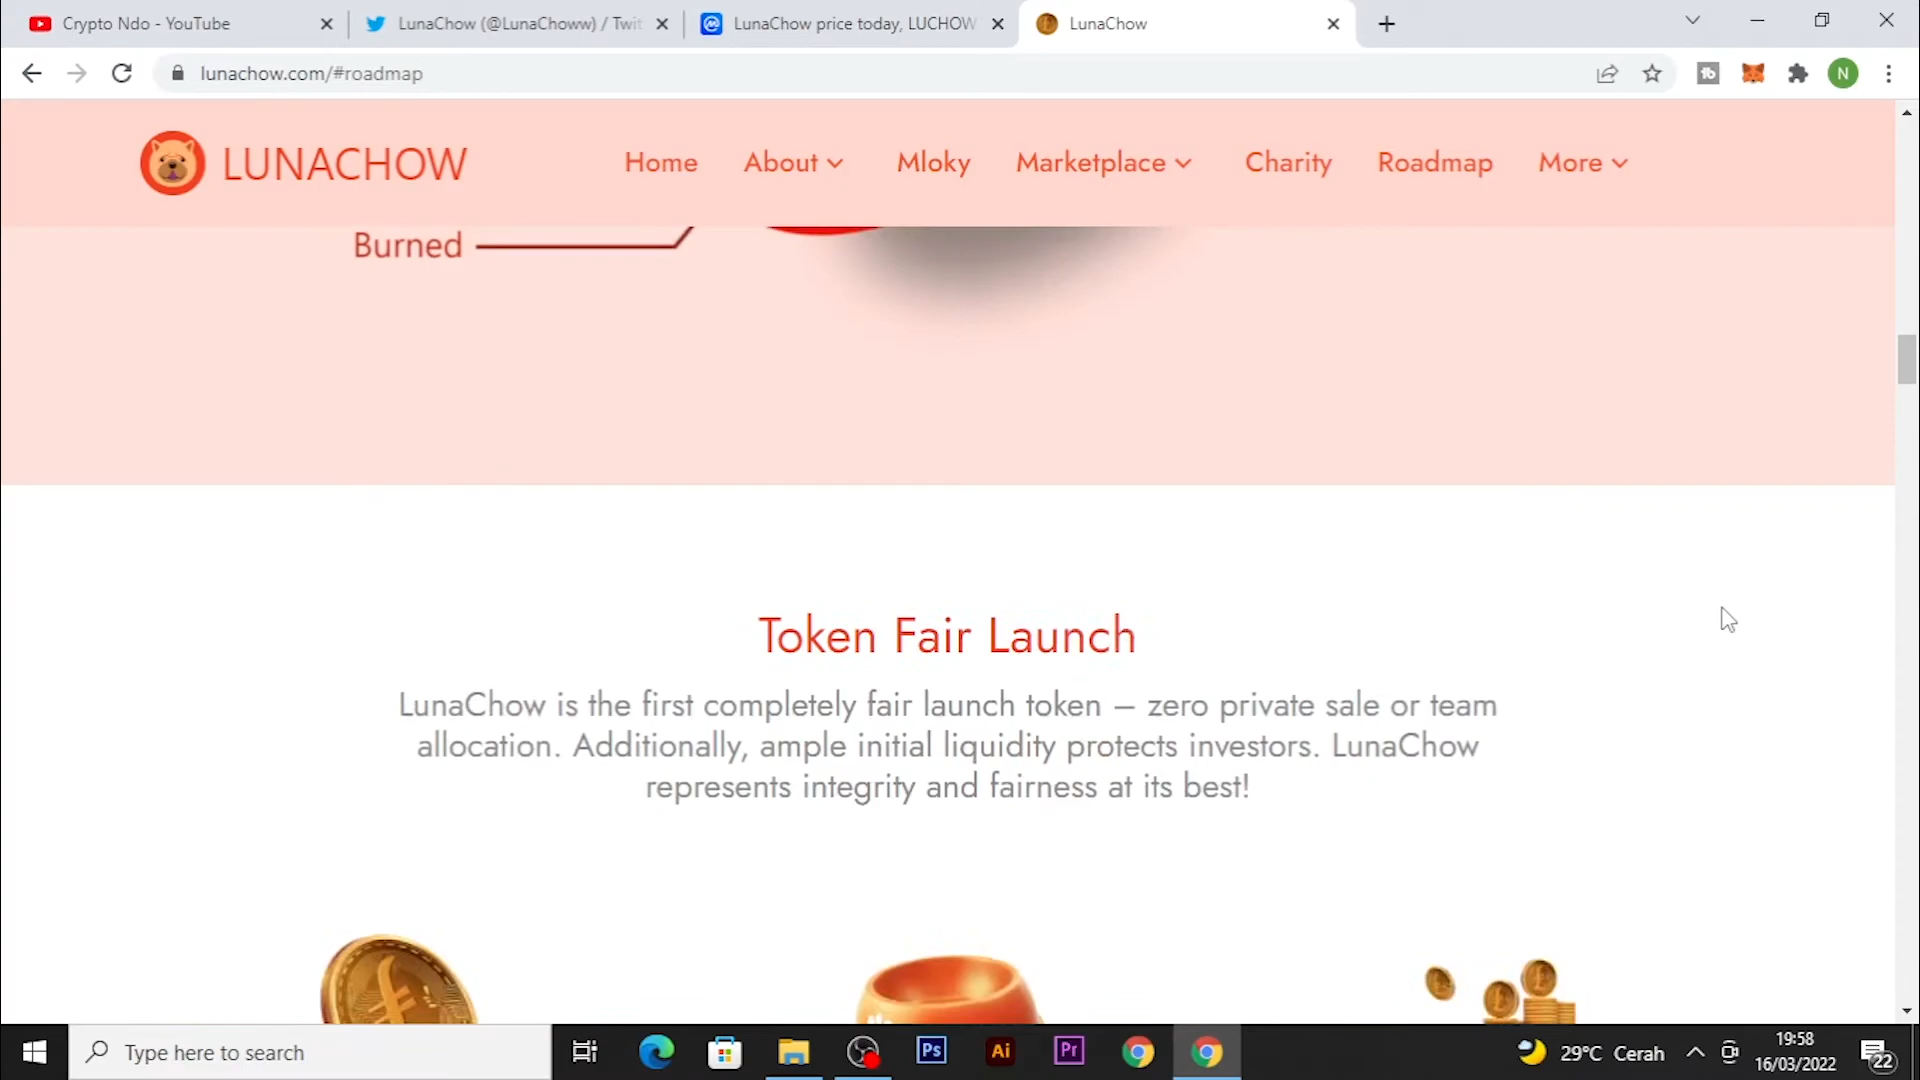 Crypto Ndo - YouTube
LunaChow (@LunaChoww) / Twit
LunaChow price today, LUCHOW
LunaChow
lunachow.com/#roadmap
N
LUNACHOW
Home
About
Mloky
Marketplace
Charity
Roadmap
More
Burned
Token Fair Launch
LunaChow is the first completely fair launch token – zero private sale or team
allocation. Additionally, ample initial liquidity protects investors. LunaChow
represents integrity and fairness at its best!
Type here to search
Ps
Ai
Pr
29°C Cerah
19:58
16/03/2022
22